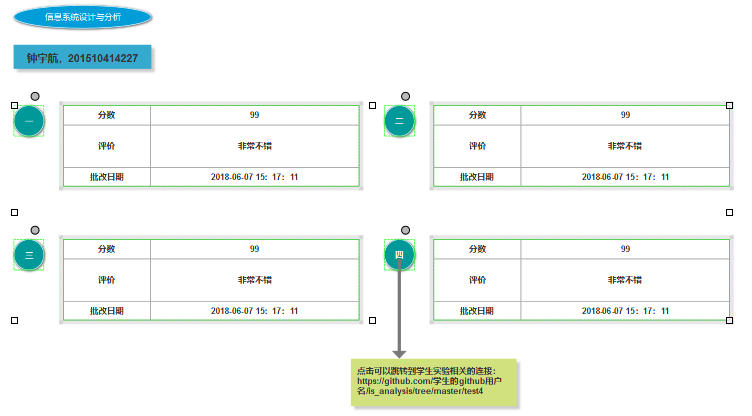 信息系统设计与分析
钟宇航，201510414227
一
分数 99
评价 非常不错
批改日期 2018-06-07 15：17：11
二
分数 99
评价 非常不错
批改日期 2018-06-07 15：17：11
三
分数 99
评价 非常不错
批改日期 2018-06-07 15：17：11
四
分数 99
评价 非常不错
批改日期 2018-06-07 15：17：11
点击可以跳转到学生实验相关的连接：
https://github.com/学生的github用户
名/is_analysis/tree/master/test4